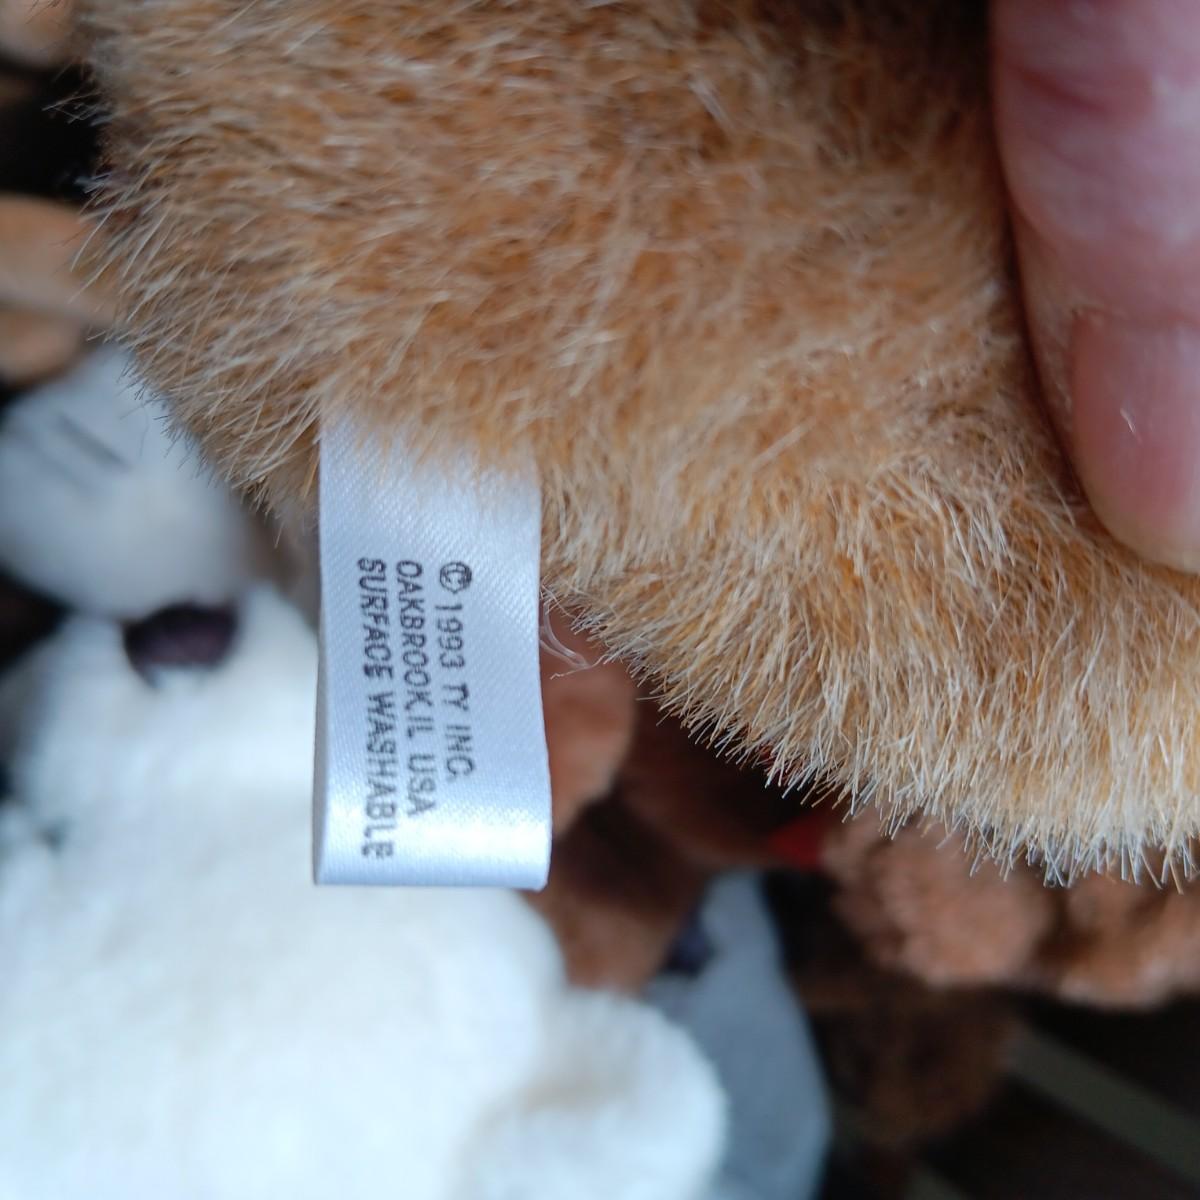 ©1993 TY INC
OAKBROOK,IL USA
SURFACE WASHABLE